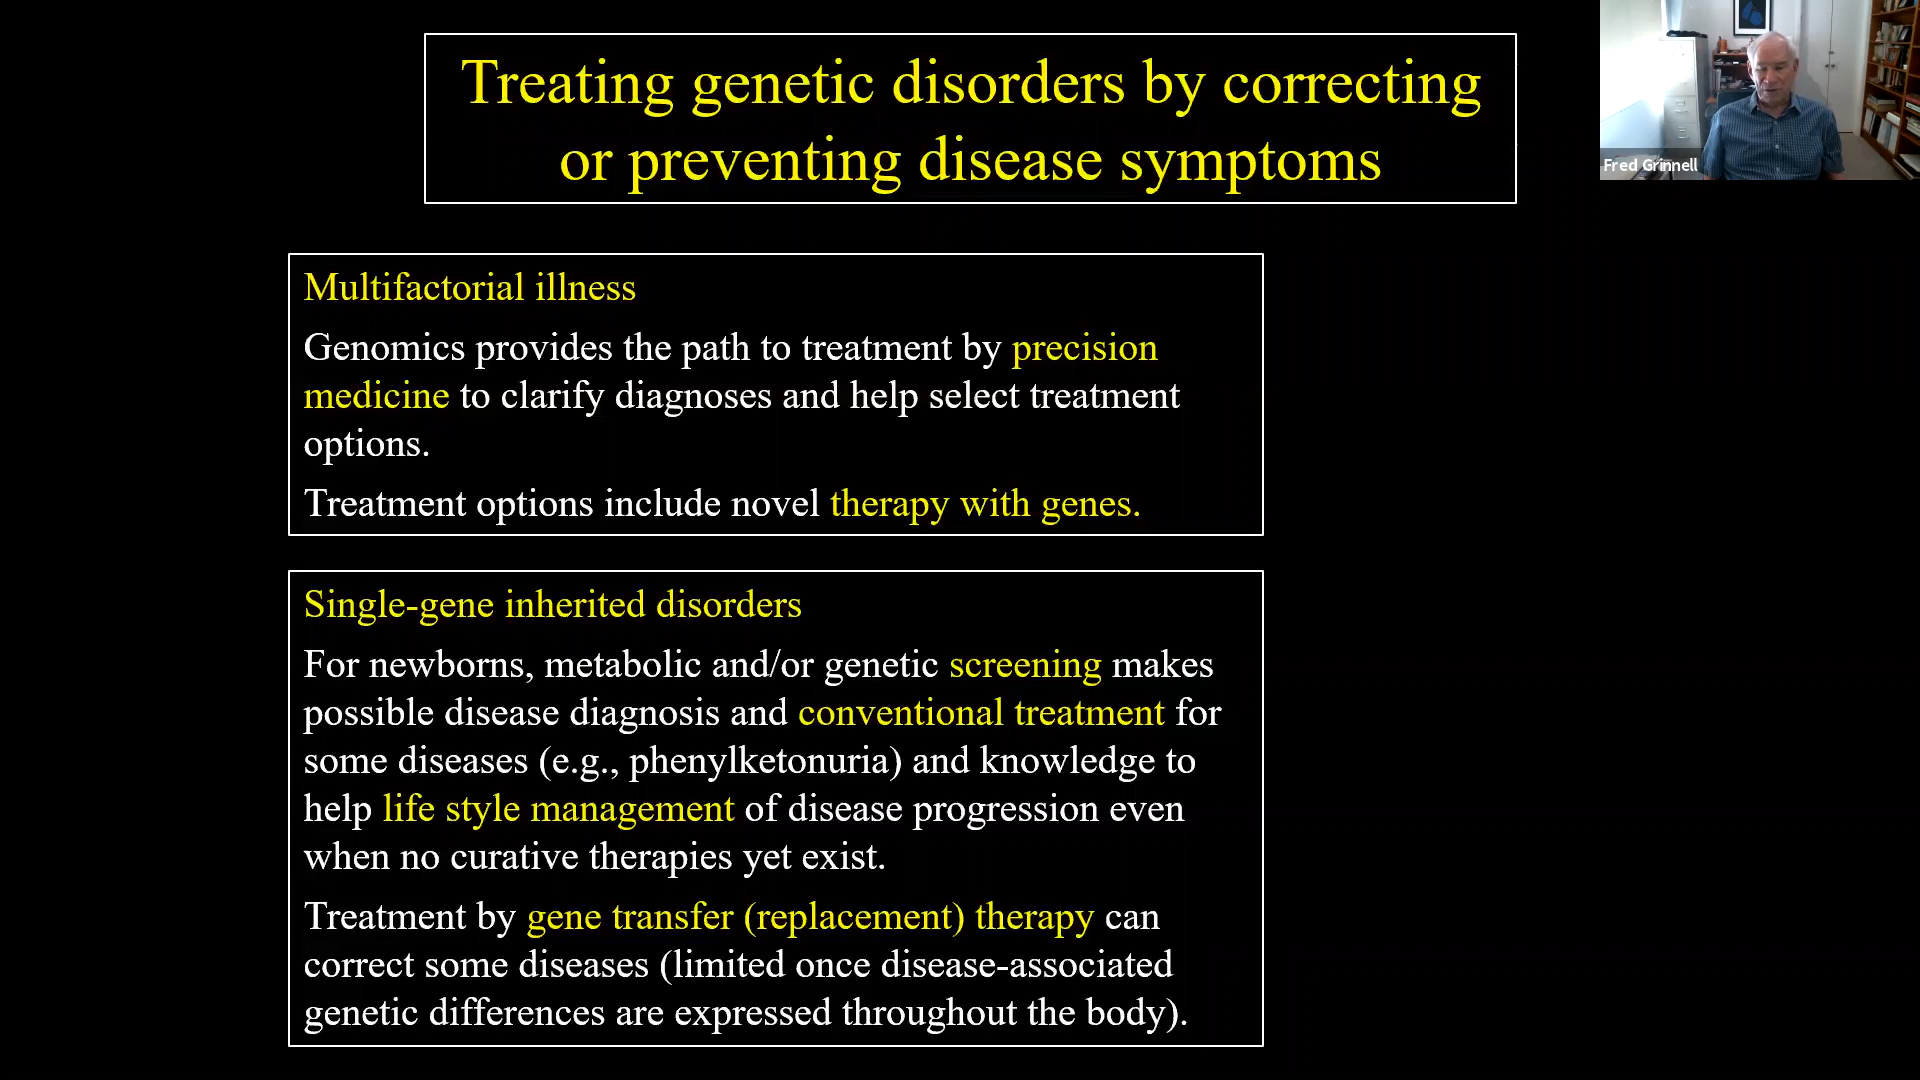 Treating genetic disorders by correcting
or preventing disease symptoms
Fred Grinnell
Multifactorial illness
Genomics provides the path to treatment by precision
medicine to clarify diagnoses and help select treatment
options.
Treatment options include novel therapy with genes.
Single-gene inherited disorders
For newborns, metabolic and/or genetic screening makes
possible disease diagnosis and conventional treatment for
some diseases (e.g., phenylketonuria) and knowledge to
help life style management of disease progression even
when no curative therapies yet exist.
Treatment by gene transfer (replacement) therapy can
correct some diseases (limited once disease-associated
genetic differences are expressed throughout the body).